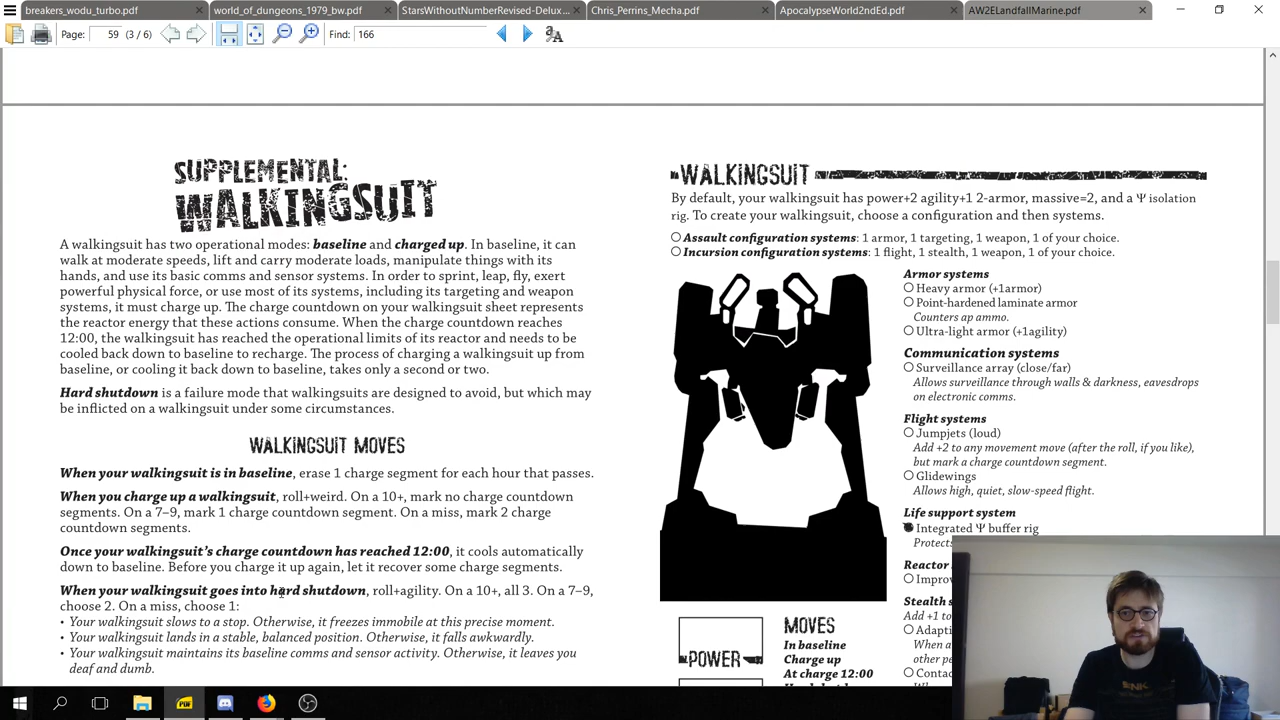 breakers_wodu_turbo.pdf
world_of_dungeons_1979_bw.pdf
StarsWithoutNumberRevised-Delux...
Chris_Perrins_Mecha.pdf
ApocalypseWorld2ndEd.pdf
AW2ELandfallMarine.pdf
Page: 59 (3 / 6)
Find: 166
SUPPLEMENTAL:
WALKINGSUIT
A walkingsuit has two operational modes: baseline and charged up. In baseline, it can
walk at moderate speeds, lift and carry moderate loads, manipulate things with its
hands, and use its basic comms and sensor systems. In order to sprint, leap, fly, exert
powerful physical force, or use most of its systems, including its targeting and weapon
systems, it must charge up. The charge countdown on your walkingsuit sheet represents
the reactor energy that these actions consume. When the charge countdown reaches
12:00, the walkingsuit has reached the operational limits of its reactor and needs to be
cooled back down to baseline to recharge. The process of charging a walkingsuit up from
baseline, or cooling it back down to baseline, takes only a second or two.
Hard shutdown is a failure mode that walkingsuits are designed to avoid, but which may
be inflicted on a walkingsuit under some circumstances.
WALKINGSUIT MOVES
When your walkingsuit is in baseline, erase 1 charge segment for each hour that passes.
When you charge up a walkingsuit, roll+weird. On a 10+, mark no charge countdown
segments. On a 7–9, mark 1 charge countdown segment. On a miss, mark 2 charge
countdown segments.
Once your walkingsuit's charge countdown has reached 12:00, it cools automatically
down to baseline. Before you charge it up again, let it recover some charge segments.
When your walkingsuit goes into hard shutdown, roll+agility. On a 10+, all 3. On a 7–9,
choose 2. On a miss, choose 1:
• Your walkingsuit slows to a stop. Otherwise, it freezes immobile at this precise moment.
• Your walkingsuit lands in a stable, balanced position. Otherwise, it falls awkwardly.
• Your walkingsuit maintains its baseline comms and sensor activity. Otherwise, it leaves you
deaf and dumb.
WALKINGSUIT
By default, your walkingsuit has power+2 agility+1 2-armor, massive=2, and a Ψ isolation
rig. To create your walkingsuit, choose a configuration and then systems.
Assault configuration systems: 1 armor, 1 targeting, 1 weapon, 1 of your choice.
Incursion configuration systems: 1 flight, 1 stealth, 1 weapon, 1 of your choice.
Armor systems
Heavy armor (+1armor)
Point-hardened laminate armor
Counters ap ammo.
Ultra-light armor (+1agility)
Communication systems
Surveillance array (close/far)
Allows surveillance through walls & darkness, eavesdrops
on electronic comms.
Flight systems
Jumpjets (loud)
Add +2 to any movement move (after the roll, if you like),
but mark a charge countdown segment.
Glidewings
Allows high, quiet, slow-speed flight.
Life support system
Integrated Ψ buffer rig
POWER
MOVES
In baseline
Charge up
At charge 12:00
Add +1 to